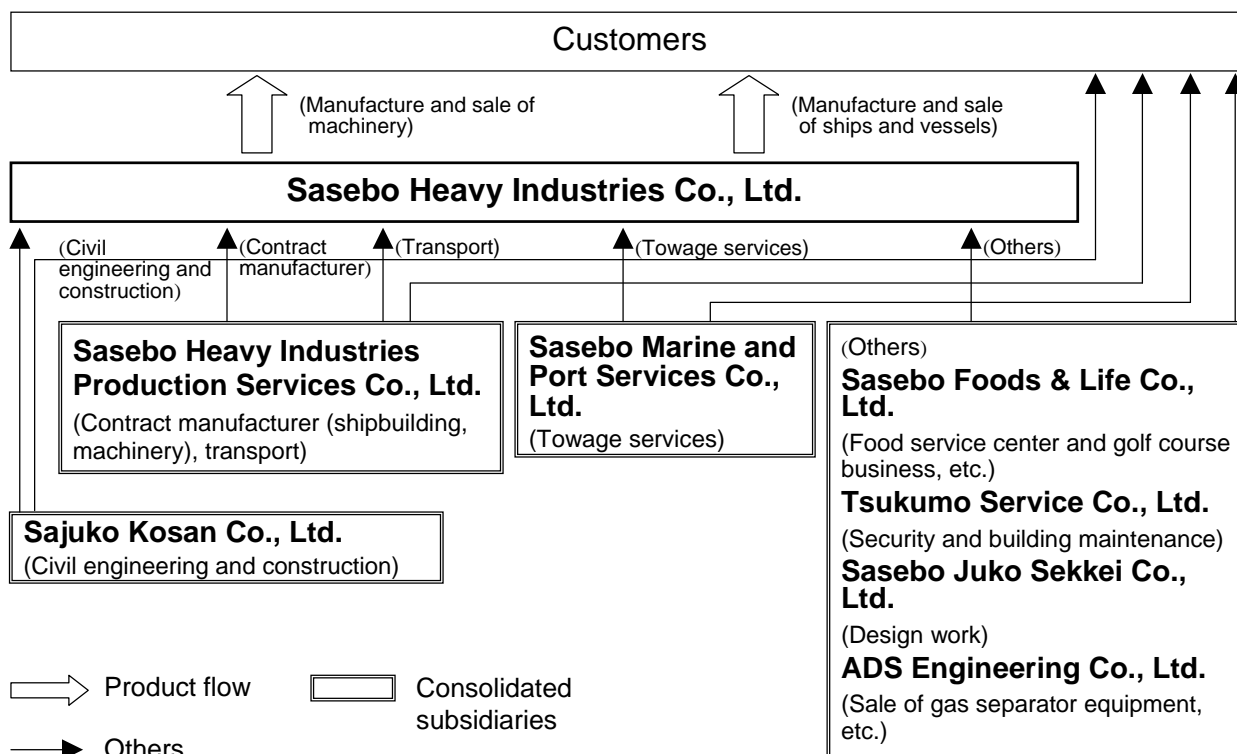 Customers
(Manufacture and sale of
machinery)
(Manufacture and sale
of ships and vessels)
Sasebo Heavy Industries Co., Ltd.
(Civil
engineering and
construction)
(Contract
manufacturer)
(Transport)
(Towage services)
(Others)
Sasebo Heavy Industries
Production Services Co., Ltd.
(Contract manufacturer (shipbuilding,
machinery), transport)
Sasebo Marine and
Port Services Co.,
Ltd.
(Towage services)
(Others)
Sasebo Foods & Life Co.,
Ltd.
(Food service center and golf course
business, etc.)
Tsukumo Service Co., Ltd.
(Security and building maintenance)
Sasebo Juko Sekkei Co.,
Ltd.
(Design work)
ADS Engineering Co., Ltd.
(Sale of gas separator equipment,
etc.)
Sajuko Kosan Co., Ltd.
(Civil engineering and construction)
Product flow
Consolidated
subsidiaries
Others